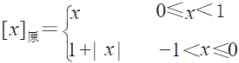 [x]原={x 0≤x<1
1+| x| -1<x≤0